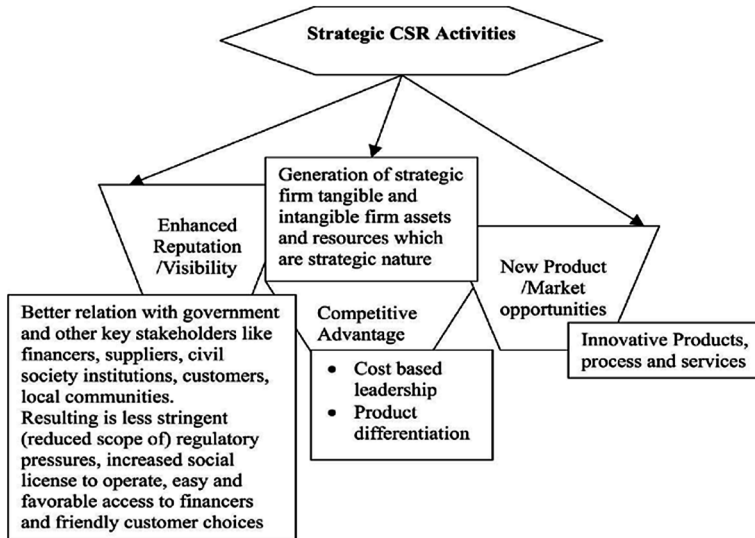 Strategic CSR Activities
Generation of strategic
firm tangible and
intangible firm assets
and resources which
are strategic nature
Enhanced
Reputation
/Visibility
New Product
/Market
opportunities
Better relation with government
and other key stakeholders like
financers, suppliers, civil
society institutions, customers,
local communities.
Resulting is less stringent
(reduced scope of) regulatory
pressures, increased social
license to operate, easy and
favorable access to financers
and friendly customer choices
Competitive
Advantage
• Cost based
leadership
• Product
differentiation
Innovative Products,
process and services